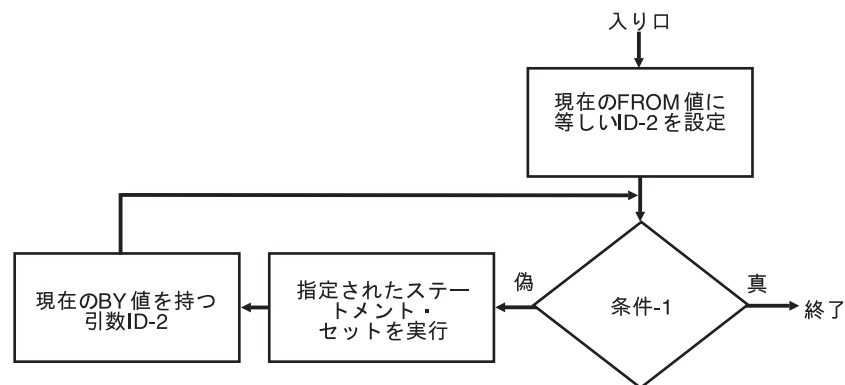 入り口
現在のFROM値に
等しいID-2を設定
偽
真
条件-1
終了
指定されたステー
トメント・
セットを実行
現在のBY値を持つ
引数ID-2